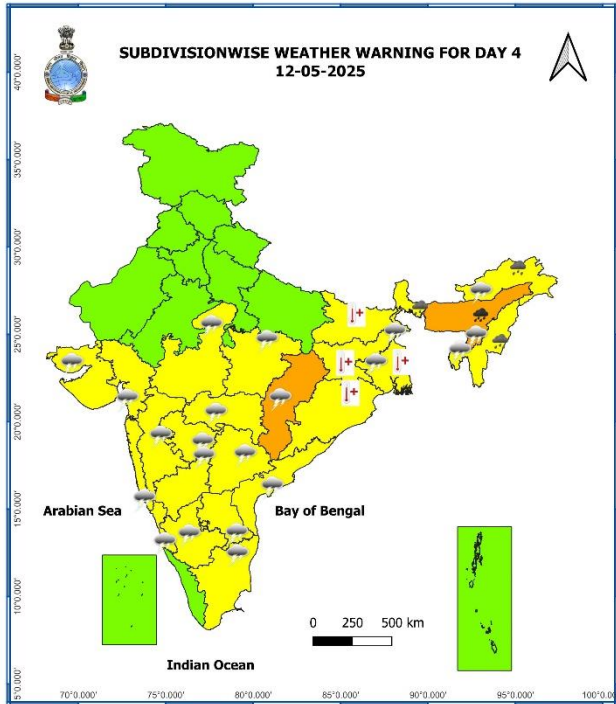 SUBDIVISIONWISE WEATHER WARNING FOR DAY 4
12-05-2025
40°0.000'
35°0.000'
30°0.000'
25°0.000'
20°0.000'
15°0.000'
10°0.000'
5°0.000'
Arabian Sea
Bay of Bengal
0 250 500 km
Indian Ocean
70°0.000' 75°0.000' 80°0.000' 85°0.000' 90°0.000' 95°0.000' 100°0.000'